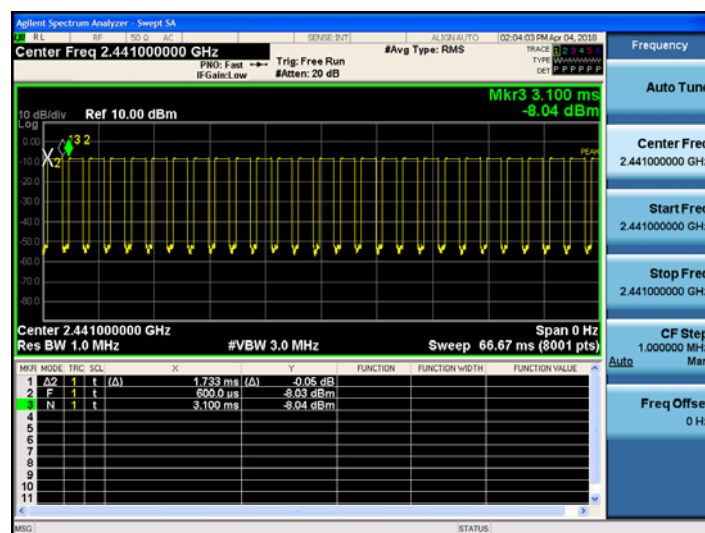 Agilent Spectrum Analyzer - Swept SA
RL RF 50 Ω AC SENSE:INT ALIGN AUTO 02:04:03 PM Apr 04, 2018
Center Freq 2.441000000 GHz #Avg Type: RMS TRACE 1 2 3 4 5 6
PNO: Fast Trig: Free Run TYPE WWWWWW
IFGain:Low #Atten: 20 dB DET P P P P P P
Mkr3 3.100 ms
10 dB/div Ref 10.00 dBm -8.04 dBm
Log
0.00
-10.0
-20.0
-30.0
-40.0
-50.0
-60.0
-70.0
-80.0
X2 13 2 PEAK
Center 2.441000000 GHz Span 0 Hz
Res BW 1.0 MHz #VBW 3.0 MHz Sweep 66.67 ms (8001 pts)
MKR MODE TRC SCL X Y FUNCTION FUNCTION WIDTH FUNCTION VALUE
1 Δ2 1 t (Δ) 1.733 ms (Δ) -0.05 dB
2 F 1 t 600.0 µs -8.03 dBm
3 N 1 t 3.100 ms -8.04 dBm
4
5
6
7
8
9
10
11
MSG STATUS
Frequency
Auto Tune
Center Freq
2.441000000 GHz
Start Freq
2.441000000 GHz
Stop Freq
2.441000000 GHz
CF Step
1.000000 MHz
Auto Man
Freq Offset
0 Hz